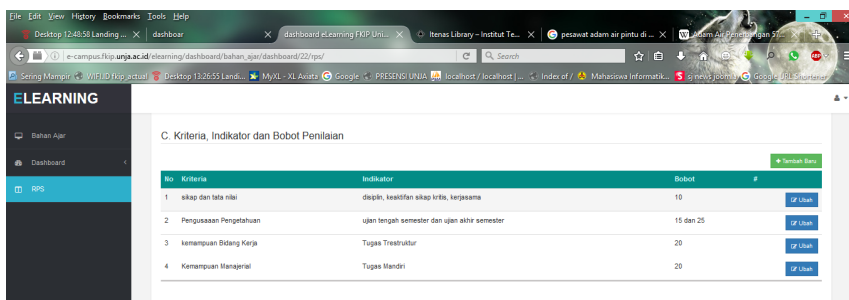 File Edit View History Bookmarks Tools Help
Desktop 12:48:58 Landing ... × dashboar × dashboard eLearning FKIP Uni... × Itenas Library – Institut Te... × pesawat adam air pintu di ... × Adam Air Penerbangan 57...
e-campus.fkip.unja.ac.id/elearning/dashboard/bahan_ajar/dashboard/22/rps/ Search ABP
Sering Mampir WIFI.ID fkip_actual Desktop 13:26:55 Landi... MyXL - XL Axiata Google PRESENSI UNJA localhost / localhost | ... Index of / Mahasiswa Informatik... sj news joomla Google URL Shortener
ELEARNING
Bahan Ajar
Dashboard
RPS
C. Kriteria, Indikator dan Bobot Penilaian
+ Tambah Baru
No Kriteria Indikator Bobot #
1 sikap dan tata nilai disiplin, keaktifan sikap kritis, kerjasama 10 Ubah
2 Pengusaaan Pengetahuan ujian tengah semester dan ujian akhir semester 15 dan 25 Ubah
3 kemampuan Bidang Kerja Tugas Trestruktur 20 Ubah
4 Kemampuan Manajerial Tugas Mandiri 20 Ubah